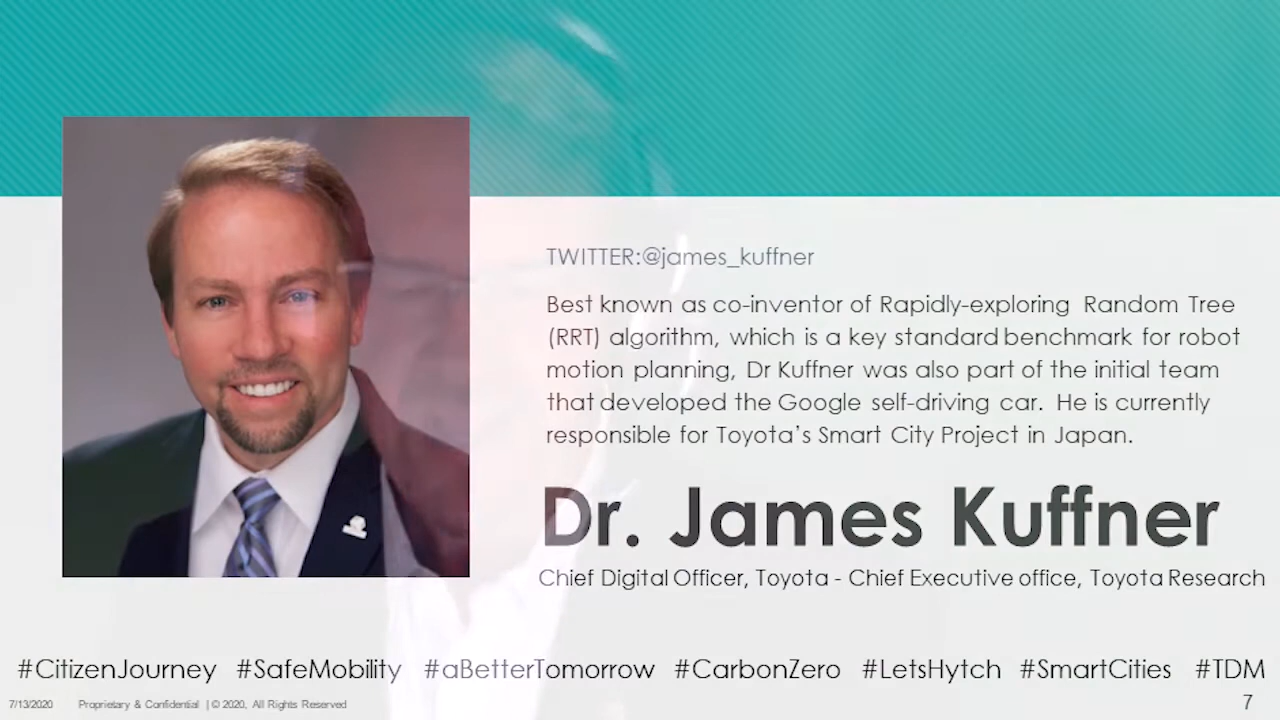 TWITTER:@james_kuffner
Best known as co-inventor of Rapidly-exploring Random Tree
(RRT) algorithm, which is a key standard benchmark for robot
motion planning, Dr Kuffner was also part of the initial team
that developed the Google self-driving car. He is currently
responsible for Toyota's Smart City Project in Japan.
Dr. James Kuffner
Chief Digital Officer, Toyota - Chief Executive office, Toyota Research
#CitizenJourney #SafeMobility #aBetterTomorrow #CarbonZero #LetsHytch #SmartCities #TDM
7/13/2020 Proprietary & Confidential | © 2020, All Rights Reserved 7